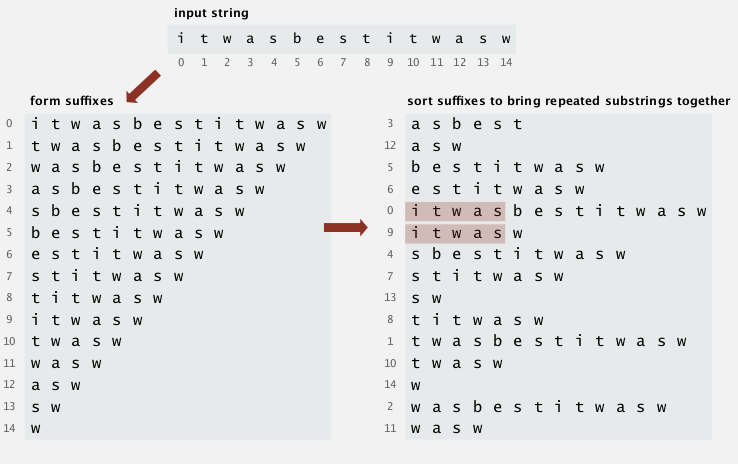 input string
i t w a s b e s t i t w a s w
0 1 2 3 4 5 6 7 8 9 10 11 12 13 14
form suffixes
0 i t w a s b e s t i t w a s w
1 t w a s b e s t i t w a s w
2 w a s b e s t i t w a s w
3 a s b e s t i t w a s w
4 s b e s t i t w a s w
5 b e s t i t w a s w
6 e s t i t w a s w
7 s t i t w a s w
8 t i t w a s w
9 i t w a s w
10 t w a s w
11 w a s w
12 a s w
13 s w
14 w
sort suffixes to bring repeated substrings together
3 a s b e s t
12 a s w
5 b e s t i t w a s w
6 e s t i t w a s w
0 i t w a s b e s t i t w a s w
9 i t w a s w
4 s b e s t i t w a s w
7 s t i t w a s w
13 s w
8 t i t w a s w
1 t w a s b e s t i t w a s w
10 t w a s w
14 w
2 w a s b e s t i t w a s w
11 w a s w